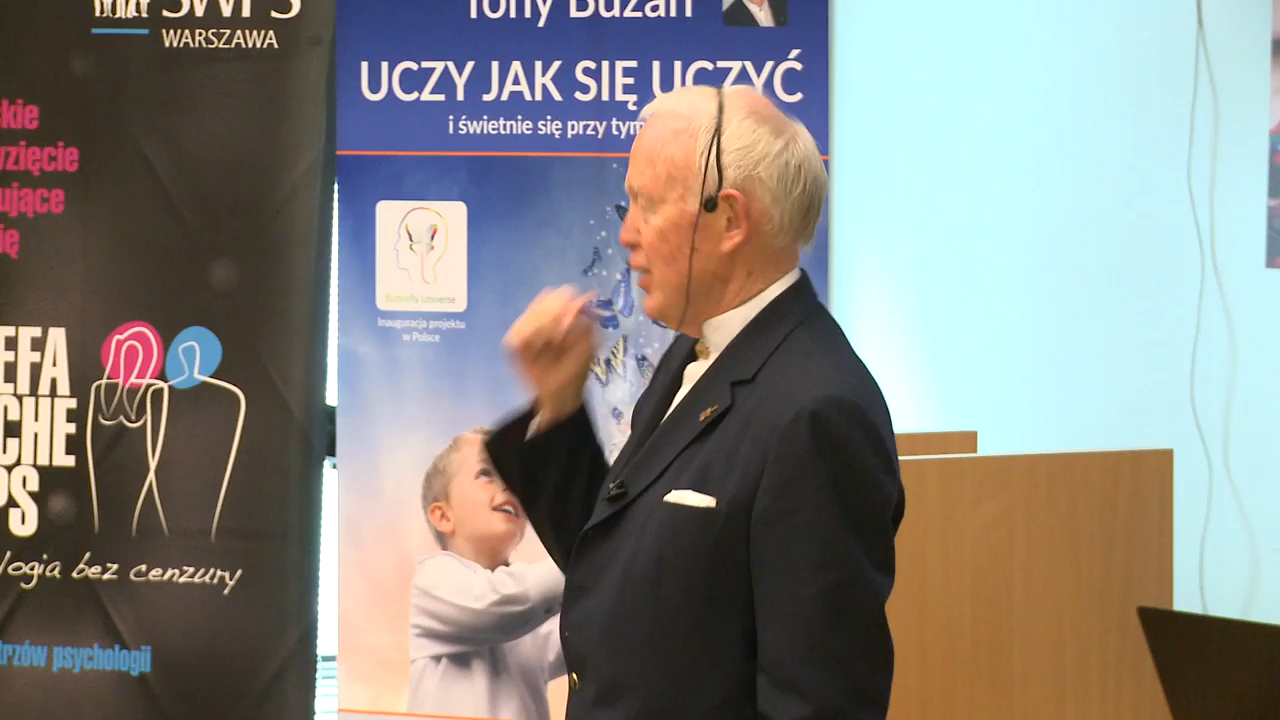 SWPS
WARSZAWA
kie
zięcie
ujące
ię
EFA
CHE
PS
logia bez cenzury
trzów psychologii
Tony Buzan
UCZY JAK SIĘ UCZYĆ
i świetnie się przy tym
Butterfly Universe
Inauguracja projektu
w Polsce